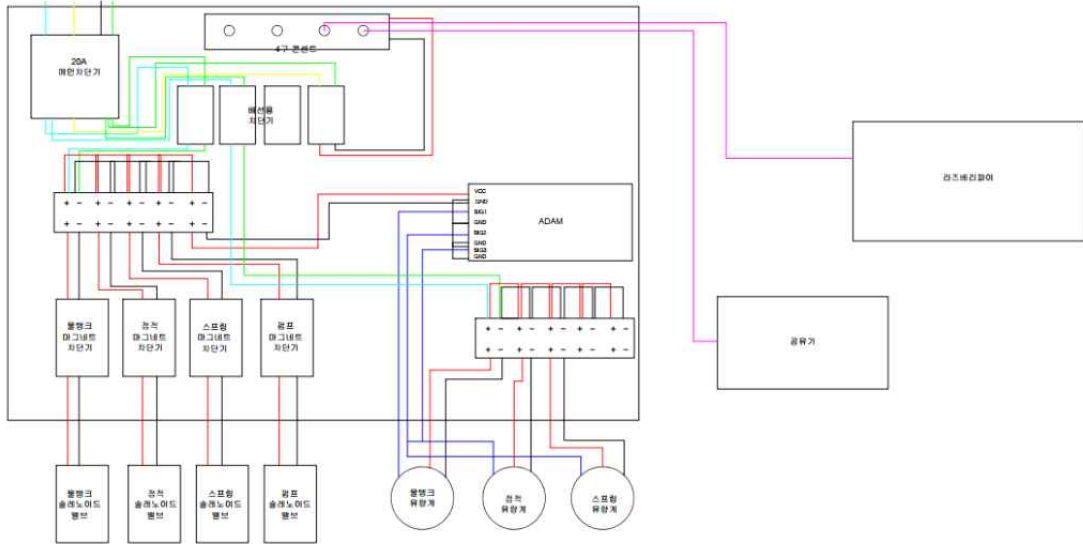 20A
메인차단기
4구 콘센트
배선용
차단기
+ - + - + - + - + -
+ - + - + - + - + -
VCC
GND
SIG1
GND
SIG2
GND
SIG3
GND
ADAM
라즈베리파이
공유기
+ - + - + - + - + -
+ - + - + - + - + -
물탱크
마그네트
차단기
점적
마그네트
차단기
스프링
마그네트
차단기
펌프
마그네트
차단기
물탱크
솔레노이드
밸브
점적
솔레노이드
밸브
스프링
솔레노이드
밸브
펌프
솔레노이드
밸브
물탱크
유량계
점적
유량계
스프링
유량계